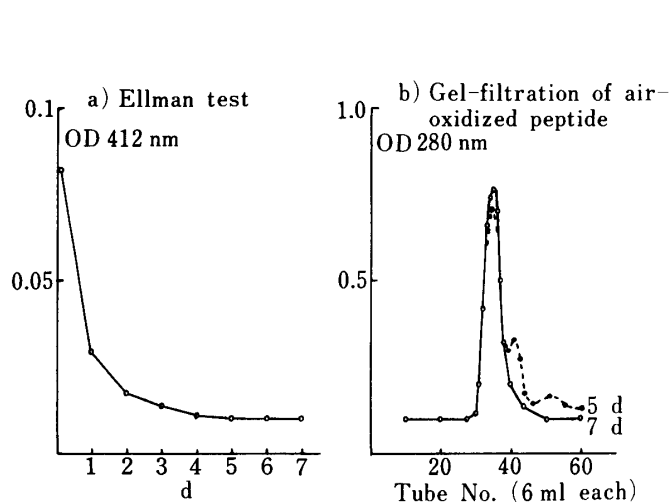 a) Ellman test
0.1
OD 412 nm
0.05
1 2 3 4 5 6 7
d
b) Gel-filtration of air-
oxidized peptide
1.0
OD 280 nm
0.5
5 d
7 d
20 40 60
Tube No. (6 ml each)